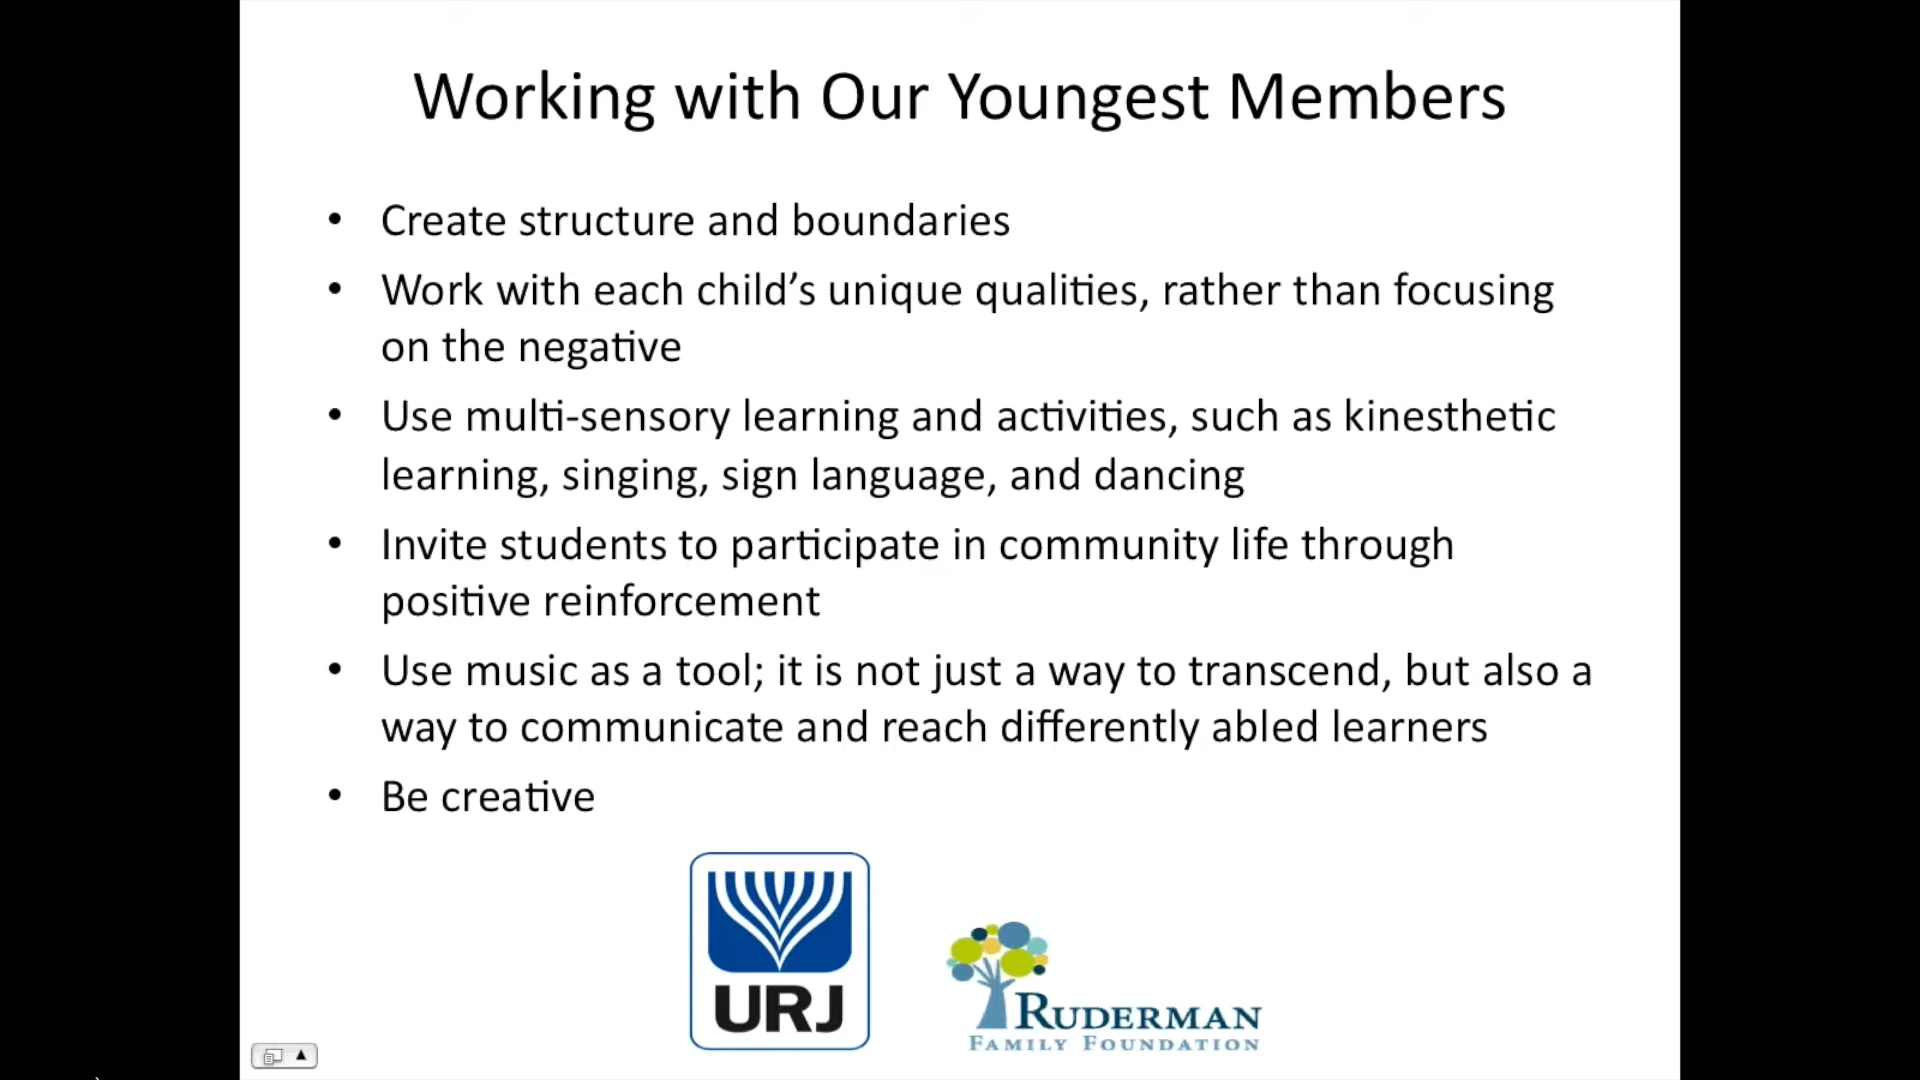 Working with Our Youngest Members
• Create structure and boundaries
• Work with each child’s unique qualities, rather than focusing
on the negative
• Use multi-sensory learning and activities, such as kinesthetic
learning, singing, sign language, and dancing
• Invite students to participate in community life through
positive reinforcement
• Use music as a tool; it is not just a way to transcend, but also a
way to communicate and reach differently abled learners
• Be creative
URJ
RUDERMAN
FAMILY FOUNDATION